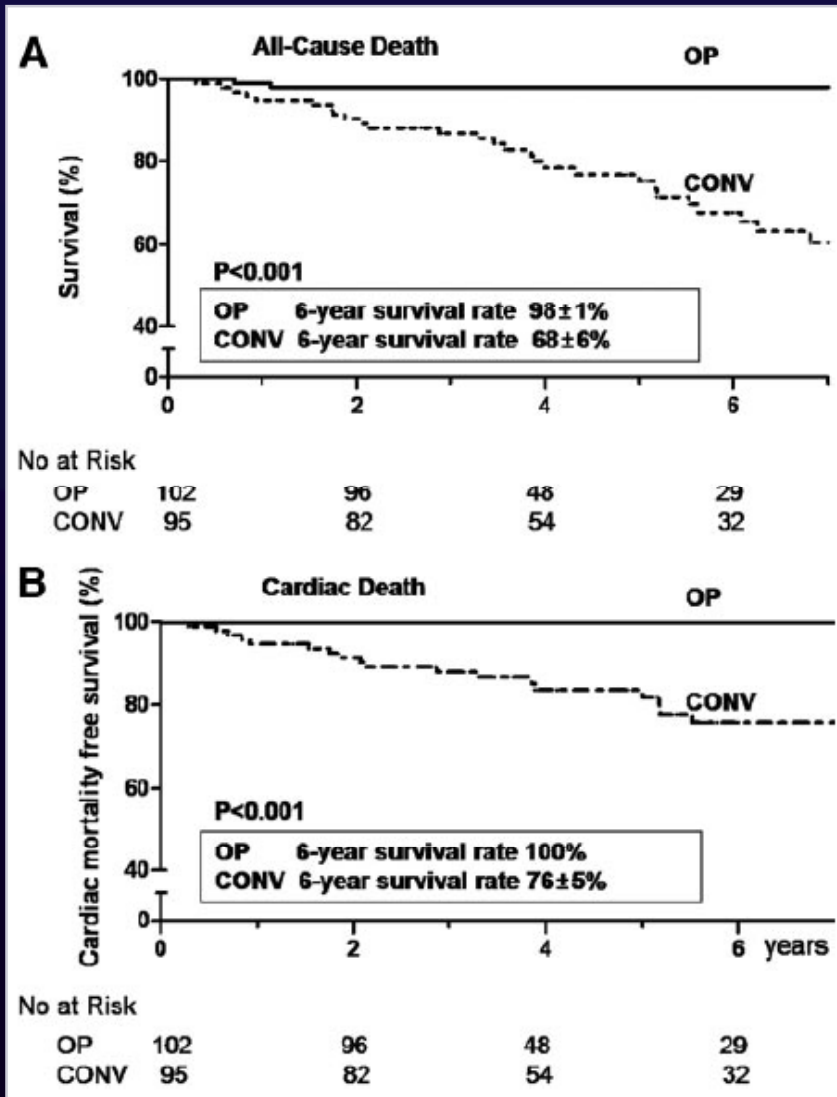 A
All-Cause Death
OP
Survival (%)
100
80
60
40
0
CONV
P<0.001
OP 6-year survival rate 98±1%
CONV 6-year survival rate 68±6%
0 2 4 6
No at Risk
OP 102 96 48 29
CONV 95 82 54 32
B
Cardiac Death
OP
Cardiac mortality free survival (%)
100
80
60
40
0
CONV
P<0.001
OP 6-year survival rate 100%
CONV 6-year survival rate 76±5%
0 2 4 6 years
No at Risk
OP 102 96 48 29
CONV 95 82 54 32